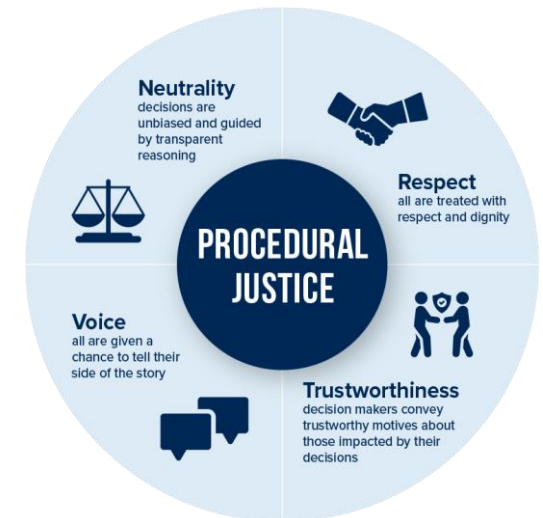 Neutrality
decisions are
unbiased and guided
by transparent
reasoning
Respect
all are treated with
respect and dignity
PROCEDURAL
JUSTICE
Voice
all are given a
chance to tell their
side of the story
Trustworthiness
decision makers convey
trustworthy motives about
those impacted by their
decisions